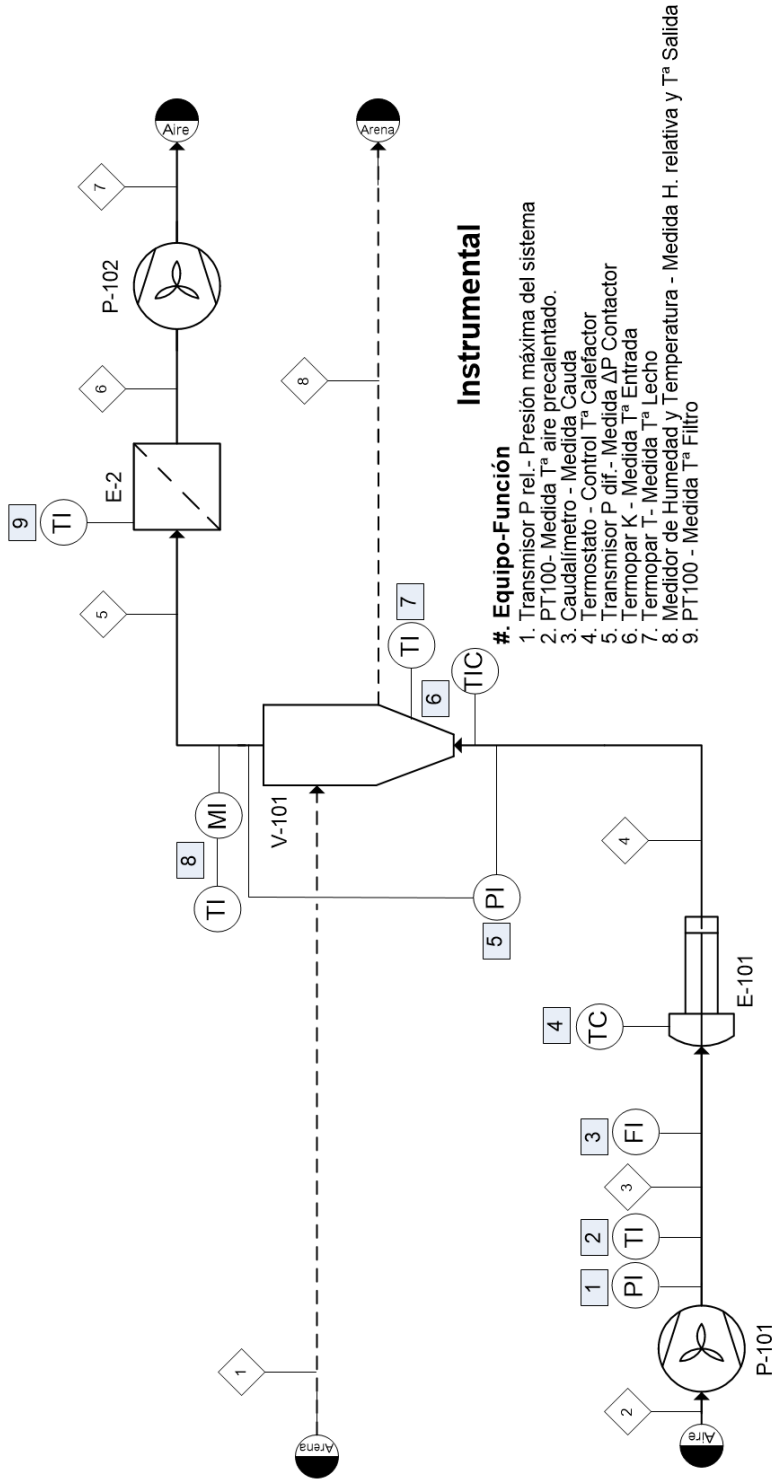 9
TI
5
E-2
6
P-102
7
Aire
8
TI
MI
1
V-101
8
Arena
Arena
6
TI
7
TIC
5
PI
Instrumental
#. Equipo-Función
1. Transmisor P rel.- Presión máxima del sistema
2. PT100- Medida Tª aire precalentado.
3. Caudalímetro - Medida Cauda
4. Termostato - Control Tª Calefactor
5. Transmisor P dif.- Medida ΔP Contactor
6. Termopar K - Medida Tª Entrada
7. Termopar T- Medida Tª Lecho
8. Medidor de Humedad y Temperatura - Medida H. relativa y Tª Salida
9. PT100 - Medida Tª Filtro
4
TC
1
2
3
PI
TI
3
FI
4
2
Aire
E-101
P-101